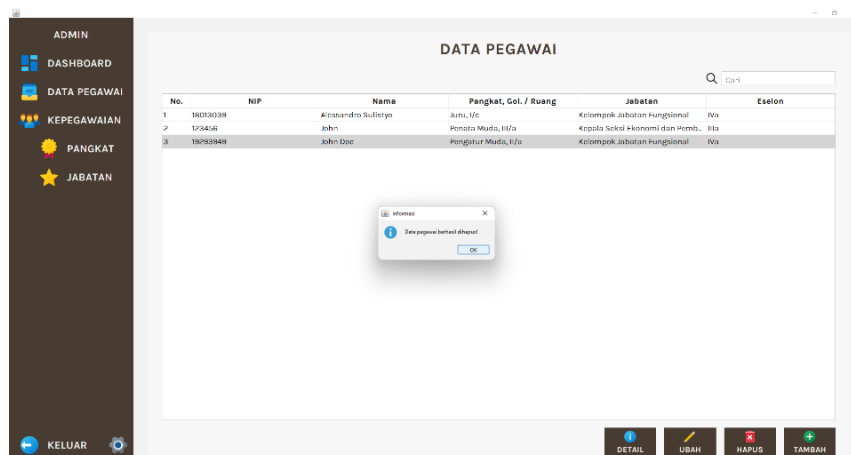 ADMIN
DASHBOARD
DATA PEGAWAI
KEPEGAWAIAN
PANGKAT
JABATAN
KELUAR
DATA PEGAWAI
Cari
No. NIP Nama Pangkat, Gol. / Ruang Jabatan Eselon
1 18013039 Alessandro Sulistyo Juru, I/c Kelompok Jabatan Fungsional IVa
2 123456 John Penata Muda, III/a Kepala Seksi Ekonomi dan Pemb... IIIa
3 19293949 John Doe Pengatur Muda, II/a Kelompok Jabatan Fungsional IVa
Informasi
Data pegawai berhasil dihapus!
OK
DETAIL UBAH HAPUS TAMBAH